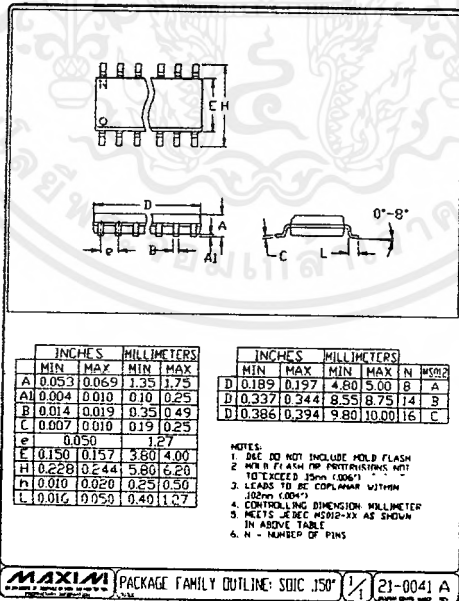 E H
D
A
e B A1
0°-8°
C L
INCHES MILLIMETERS
MIN MAX MIN MAX
A 0.053 0.069 1.35 1.75
A1 0.004 0.010 0.10 0.25
B 0.014 0.019 0.35 0.49
C 0.007 0.010 0.19 0.25
e 0.050 1.27
E 0.150 0.157 3.80 4.00
H 0.228 0.244 5.80 6.20
h 0.010 0.020 0.25 0.50
L 0.016 0.050 0.40 1.27
INCHES MILLIMETERS
MIN MAX MIN MAX N MS012
D 0.189 0.197 4.80 5.00 8 A
D 0.337 0.344 8.55 8.75 14 B
D 0.386 0.394 9.80 10.00 16 C
NOTES:
1. D&E DO NOT INCLUDE MOLD FLASH
2. MOLD FLASH OR PROTRUSIONS NOT
TO EXCEED .15mm (.006")
3. LEADS TO BE COPLANAR WITHIN
.102mm (.004")
4. CONTROLLING DIMENSION: MILLIMETER
5. MEETS JEDEC MS012-XX AS SHOWN
IN ABOVE TABLE
6. N - NUMBER OF PINS
MAXIM PACKAGE FAMILY OUTLINE: SOIC .150" 1/1 21-0041 A